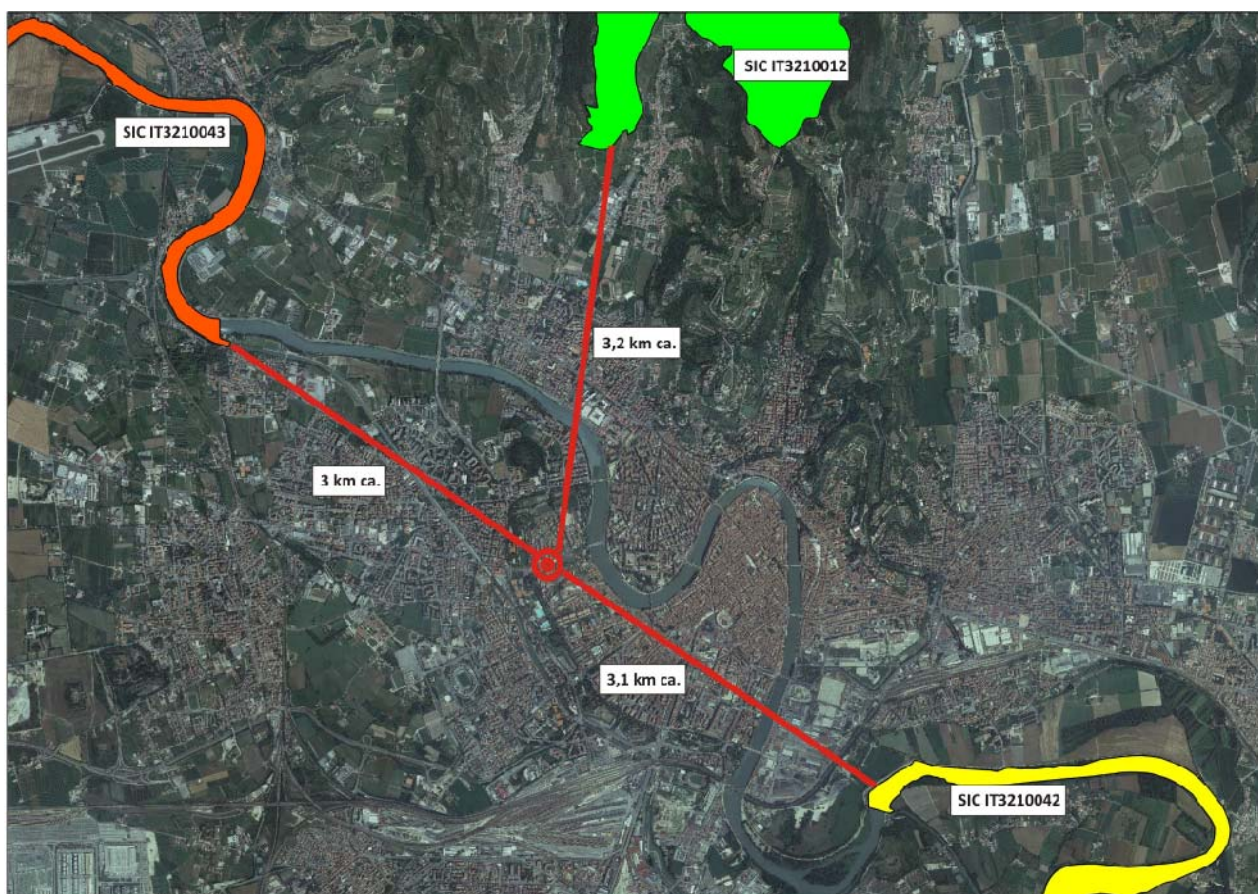 SIC IT3210012
SIC IT3210043
3,2 km ca.
3 km ca.
3,1 km ca.
SIC IT3210042